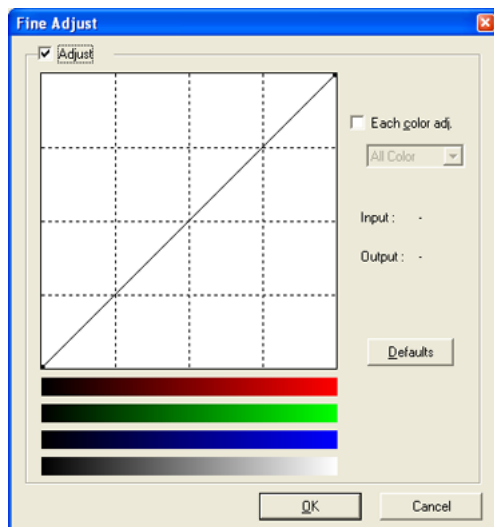 Fine Adjust
Adjust
Each color adj.
All Color
Input : -
Output : -
Defaults
OK
Cancel